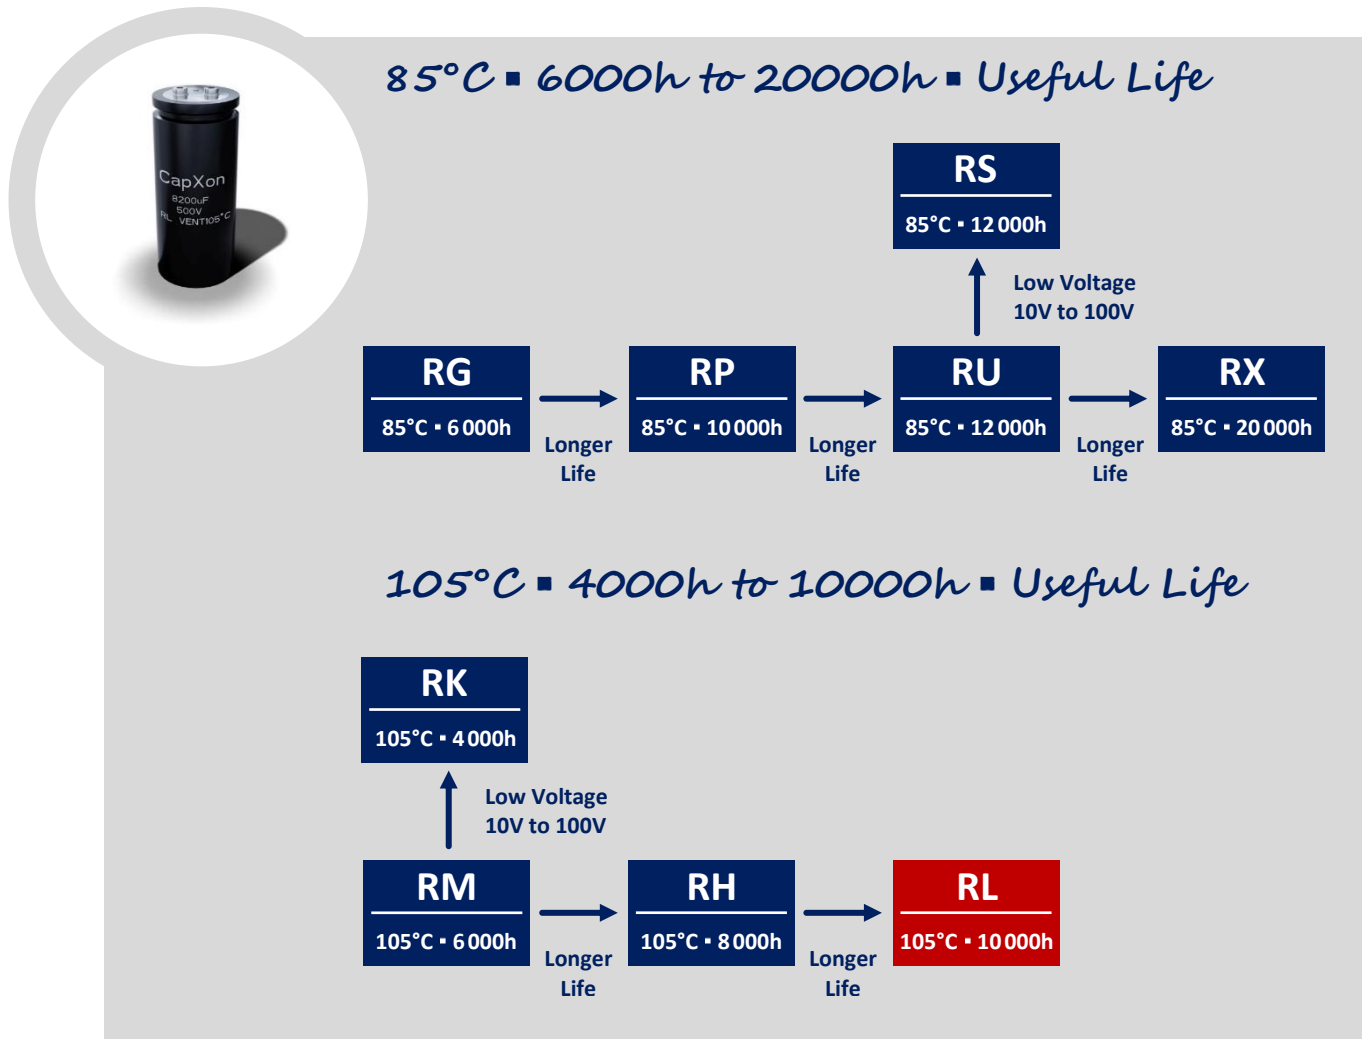 85°C ▪ 6000h to 20000h ▪ Useful Life
CapXon
8200uF
500V
RL VENT105°C
RS
85°C ▪ 12 000h
Low Voltage
10V to 100V
RG
85°C ▪ 6 000h
Longer
Life
RP
85°C ▪ 10 000h
Longer
Life
RU
85°C ▪ 12 000h
Longer
Life
RX
85°C ▪ 20 000h
105°C ▪ 4000h to 10000h ▪ Useful Life
RK
105°C ▪ 4 000h
Low Voltage
10V to 100V
RM
105°C ▪ 6 000h
Longer
Life
RH
105°C ▪ 8 000h
Longer
Life
RL
105°C ▪ 10 000h